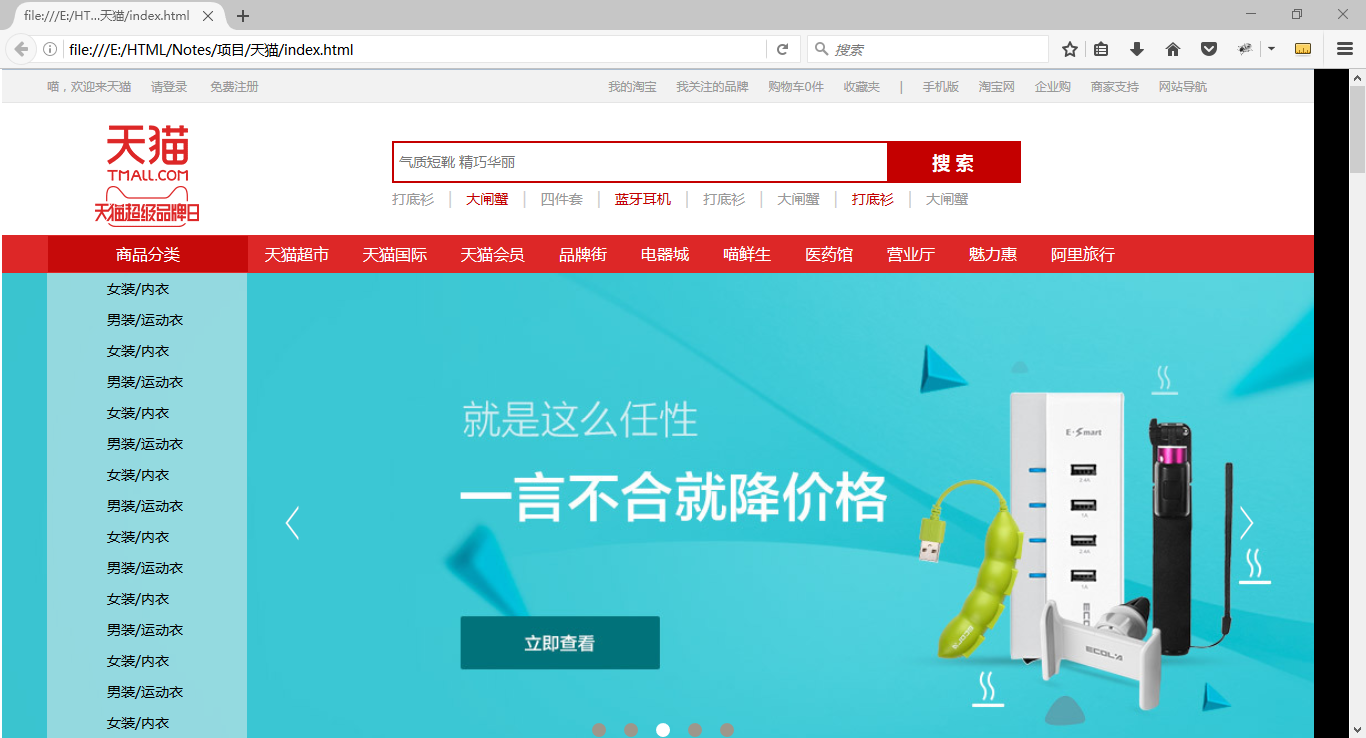 file:///E:/HT...天猫/index.html
file:///E:/HTML/Notes/项目/天猫/index.html 搜索
喵，欢迎来天猫 请登录 免费注册 我的淘宝 我关注的品牌 购物车0件 收藏夹 | 手机版 淘宝网 企业购 商家支持 网站导航
天猫
TMALL.COM
天猫超级品牌日
气质短靴 精巧华丽 搜 索
打底衫 | 大闸蟹 | 四件套 | 蓝牙耳机 | 打底衫 | 大闸蟹 | 打底衫 | 大闸蟹
商品分类 天猫超市 天猫国际 天猫会员 品牌街 电器城 喵鲜生 医药馆 营业厅 魅力惠 阿里旅行
女装/内衣
男装/运动衣
女装/内衣
男装/运动衣
女装/内衣
男装/运动衣
女装/内衣
男装/运动衣
女装/内衣
男装/运动衣
女装/内衣
男装/运动衣
女装/内衣
男装/运动衣
女装/内衣
就是这么任性
一言不合就降价格
立即查看
E-Smart
2.4A
1A
2.4A
1A
ECOLA